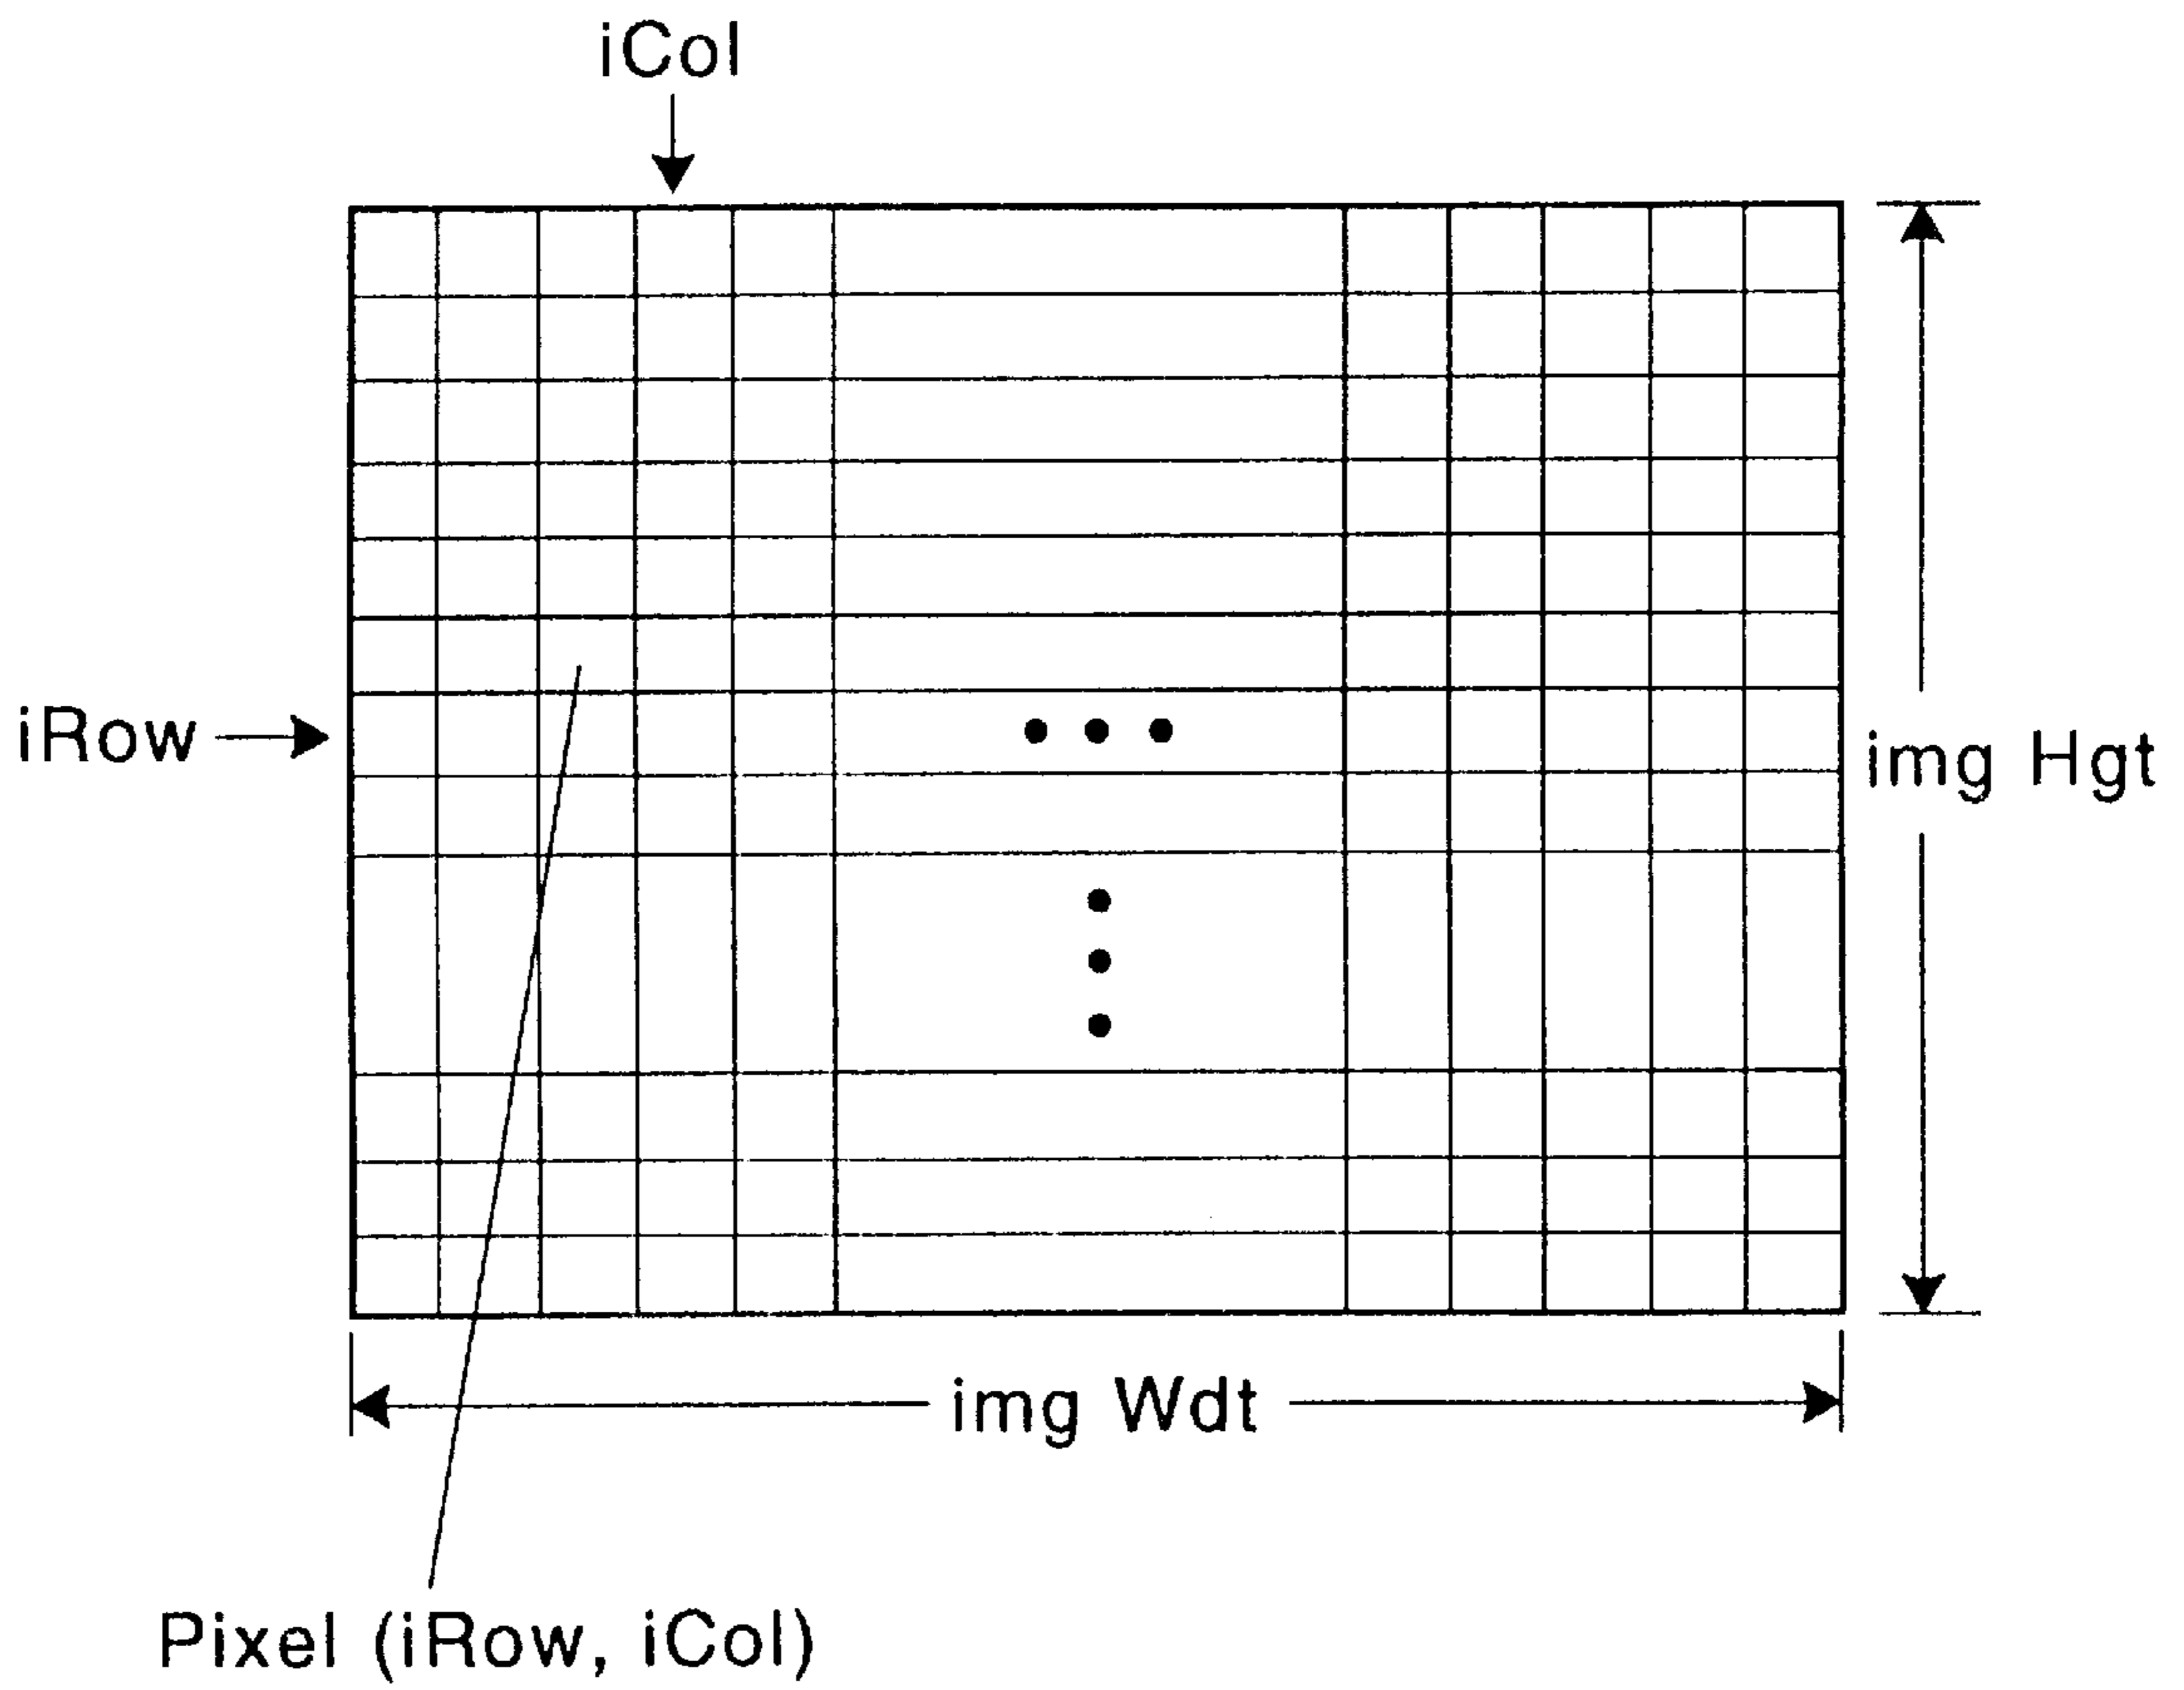 iCol
iRow
img Hgt
img Wdt
Pixel (iRow, iCol)